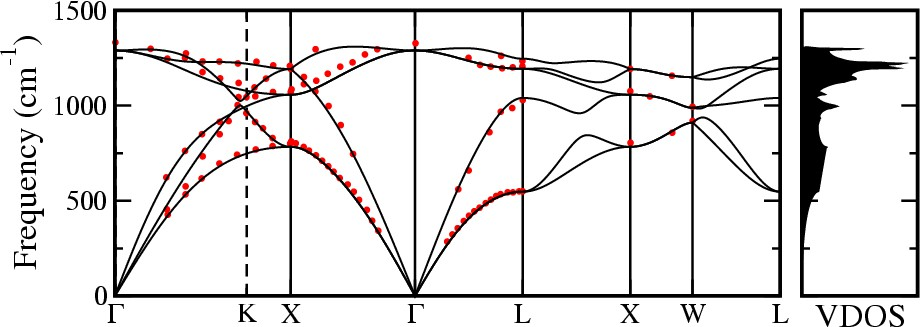 1500
1000
500
0
Frequency (cm⁻¹)
Γ K X Γ L X W L
VDOS